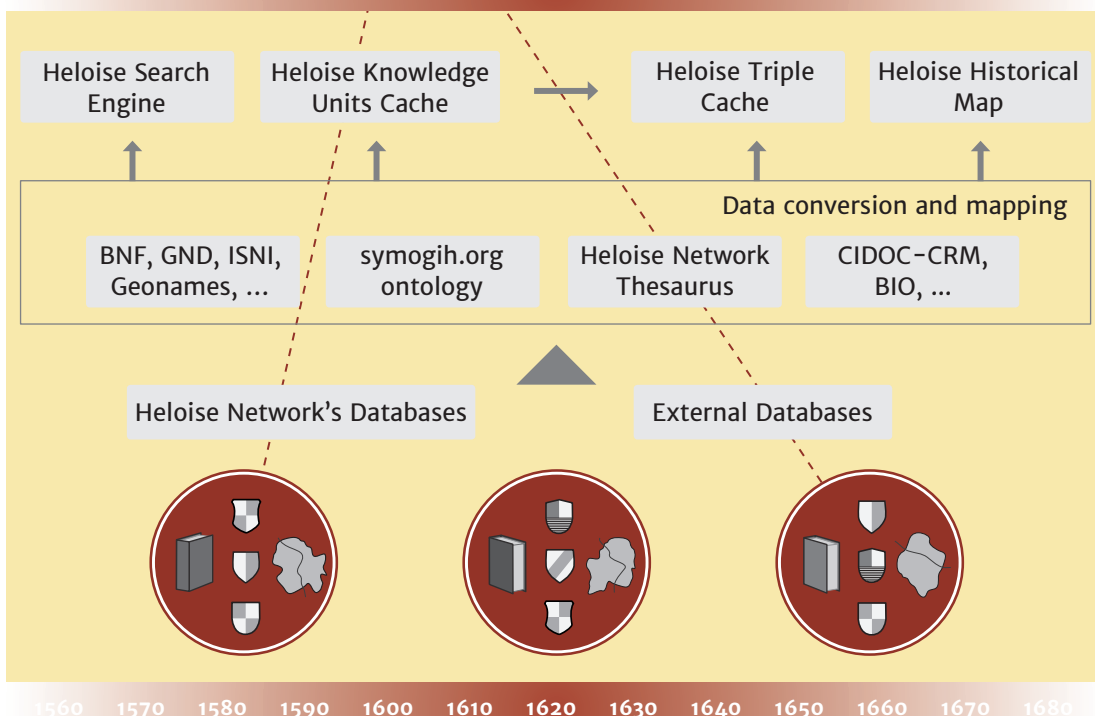 Heloise Search
Engine
Heloise Knowledge
Units Cache
Heloise Triple
Cache
Heloise Historical
Map
Data conversion and mapping
BNF, GND, ISNI,
Geonames, ...
symogih.org
ontology
Heloise Network
Thesaurus
CIDOC-CRM,
BIO, ...
Heloise Network’s Databases
External Databases
1560 1570 1580 1590 1600 1610 1620 1630 1640 1650 1660 1670 1680